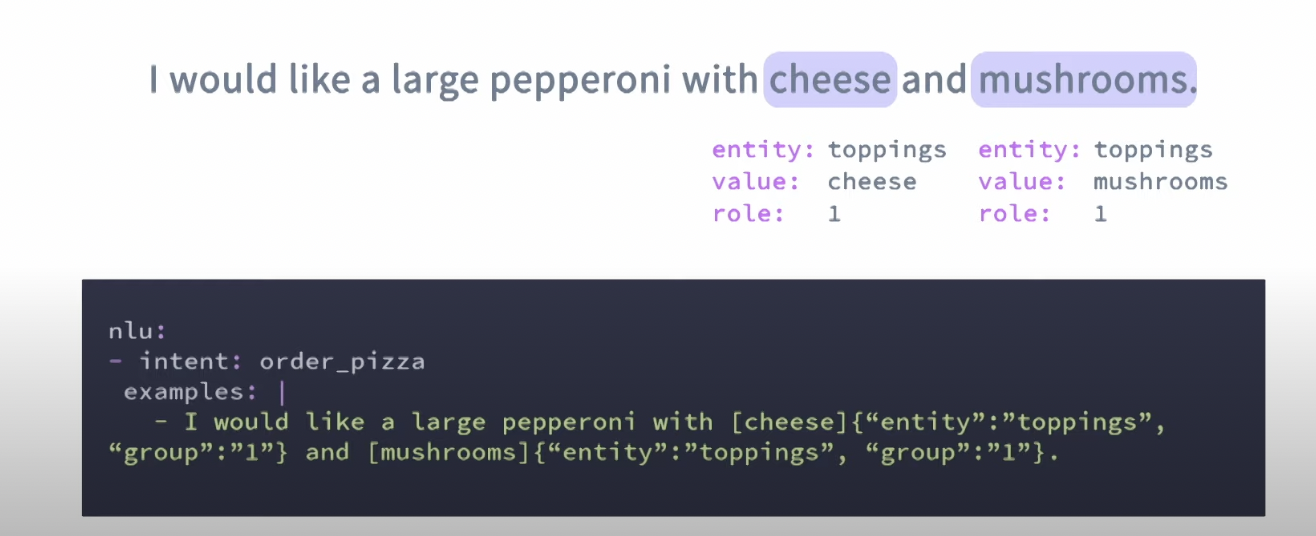 I would like a large pepperoni with cheese and mushrooms.
entity: toppings entity: toppings
value: cheese value: mushrooms
role: 1 role: 1
nlu:
- intent: order_pizza
examples: |
- I would like a large pepperoni with [cheese]{“entity”:”toppings”,
“group”:”1”} and [mushrooms]{“entity”:”toppings”, “group”:”1”}.